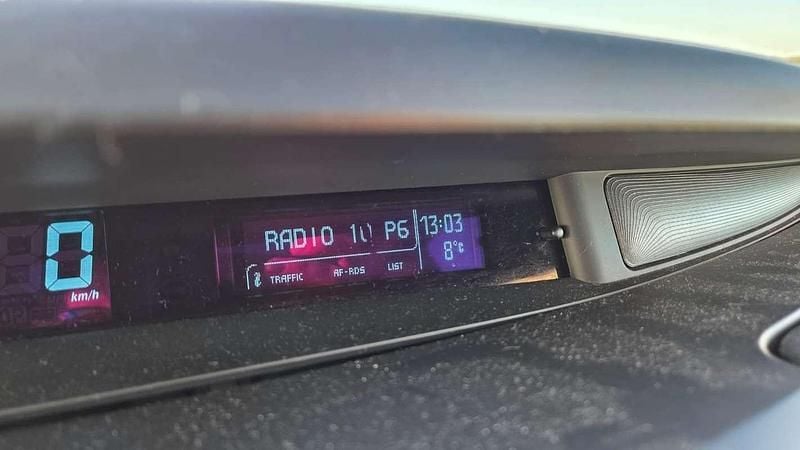 0
km/h
RADIO 10 P6
TRAFFIC AF-RDS LIST
13:03
8°C